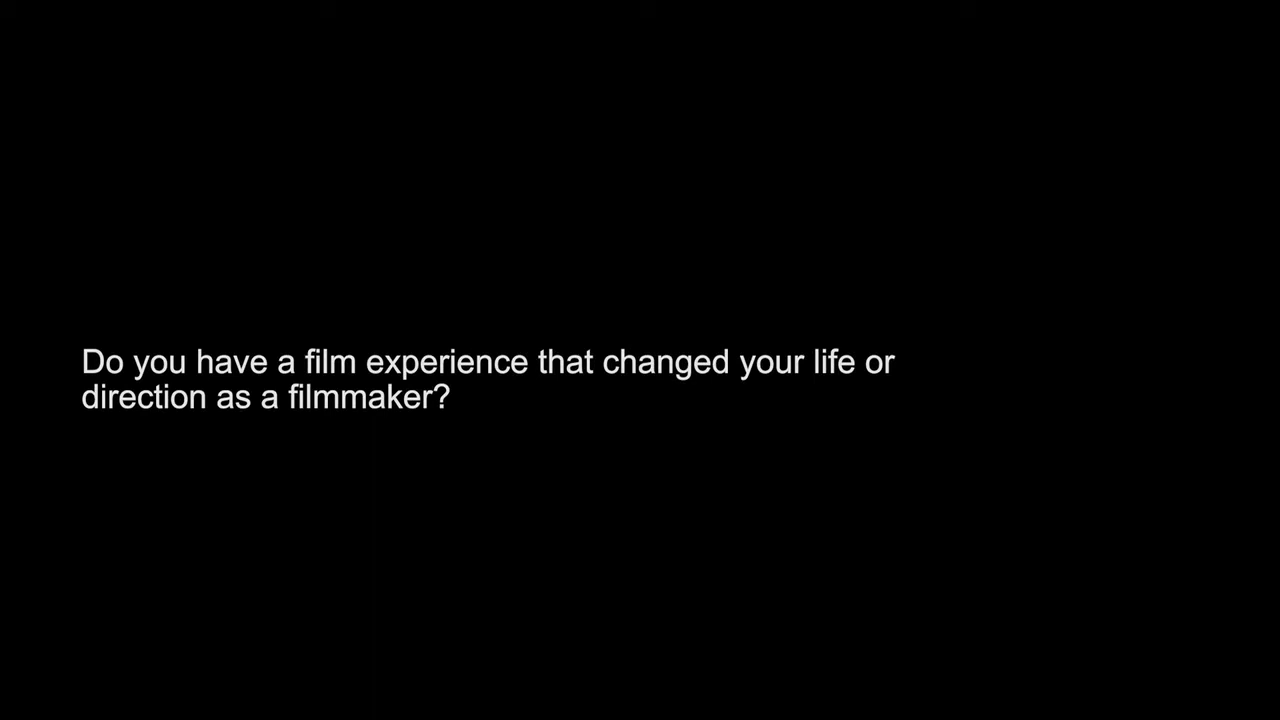 Do you have a film experience that changed your life or
direction as a filmmaker?